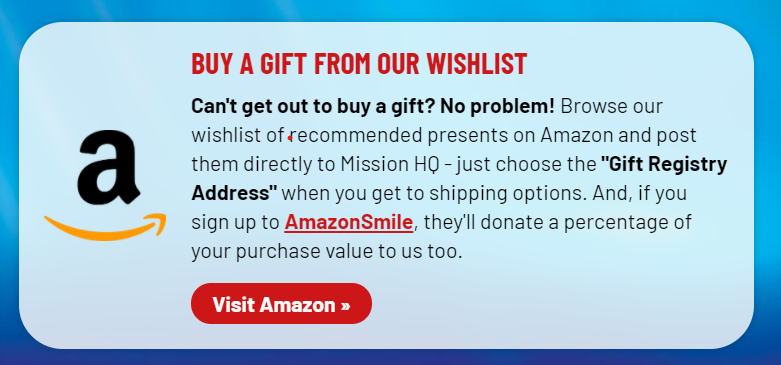 BUY A GIFT FROM OUR WISHLIST
Can't get out to buy a gift? No problem! Browse our
wishlist of recommended presents on Amazon and post
them directly to Mission HQ - just choose the "Gift Registry
Address" when you get to shipping options. And, if you
sign up to AmazonSmile, they'll donate a percentage of
your purchase value to us too.
a
Visit Amazon »